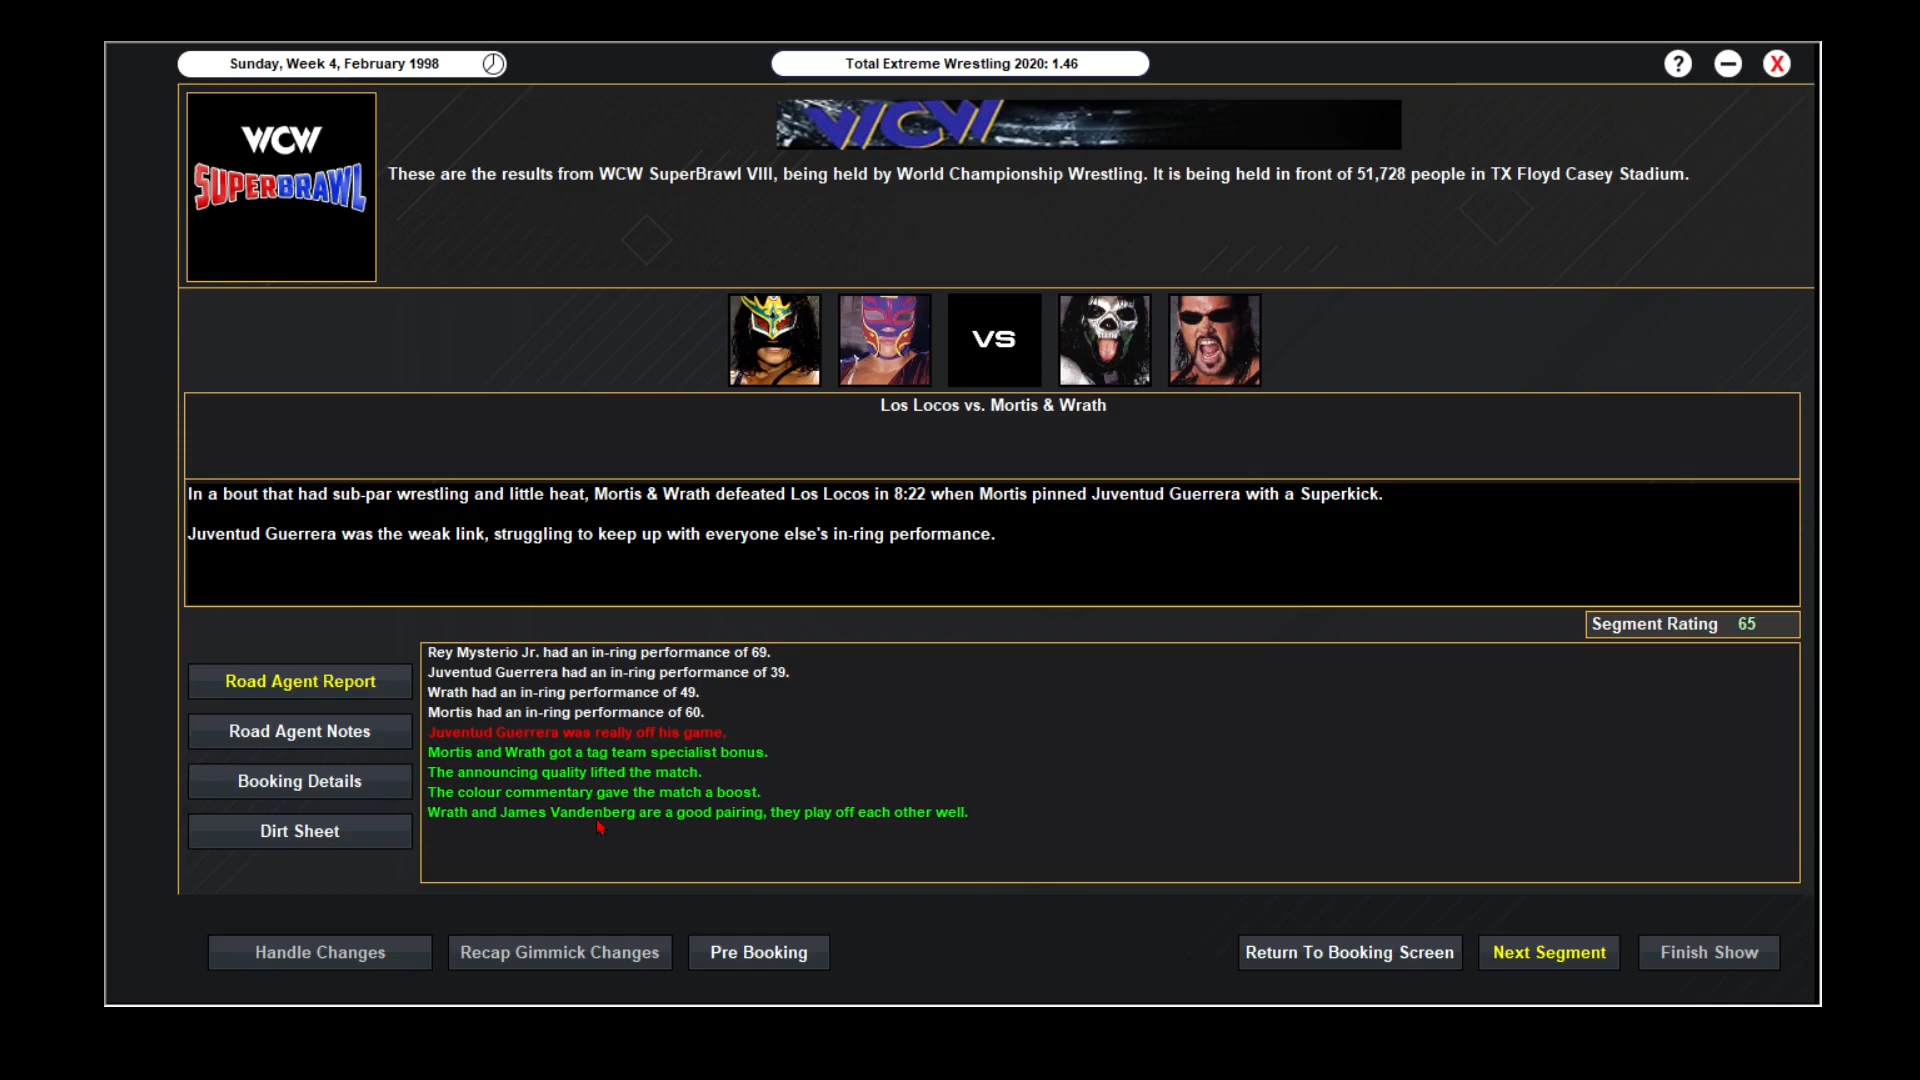 Sunday, Week 4, February 1998
Total Extreme Wrestling 2020: 1.46
?
X
WCW
SUPERBRAWL
WCW
These are the results from WCW SuperBrawl VIII, being held by World Championship Wrestling. It is being held in front of 51,728 people in TX Floyd Casey Stadium.
VS
Los Locos vs. Mortis & Wrath
In a bout that had sub-par wrestling and little heat, Mortis & Wrath defeated Los Locos in 8:22 when Mortis pinned Juventud Guerrera with a Superkick.
Juventud Guerrera was the weak link, struggling to keep up with everyone else's in-ring performance.
Segment Rating 65
Road Agent Report
Road Agent Notes
Booking Details
Dirt Sheet
Rey Mysterio Jr. had an in-ring performance of 69.
Juventud Guerrera had an in-ring performance of 39.
Wrath had an in-ring performance of 49.
Mortis had an in-ring performance of 60.
Juventud Guerrera was really off his game.
Mortis and Wrath got a tag team specialist bonus.
The announcing quality lifted the match.
The colour commentary gave the match a boost.
Wrath and James Vandenberg are a good pairing, they play off each other well.
Handle Changes
Recap Gimmick Changes
Pre Booking
Return To Booking Screen
Next Segment
Finish Show